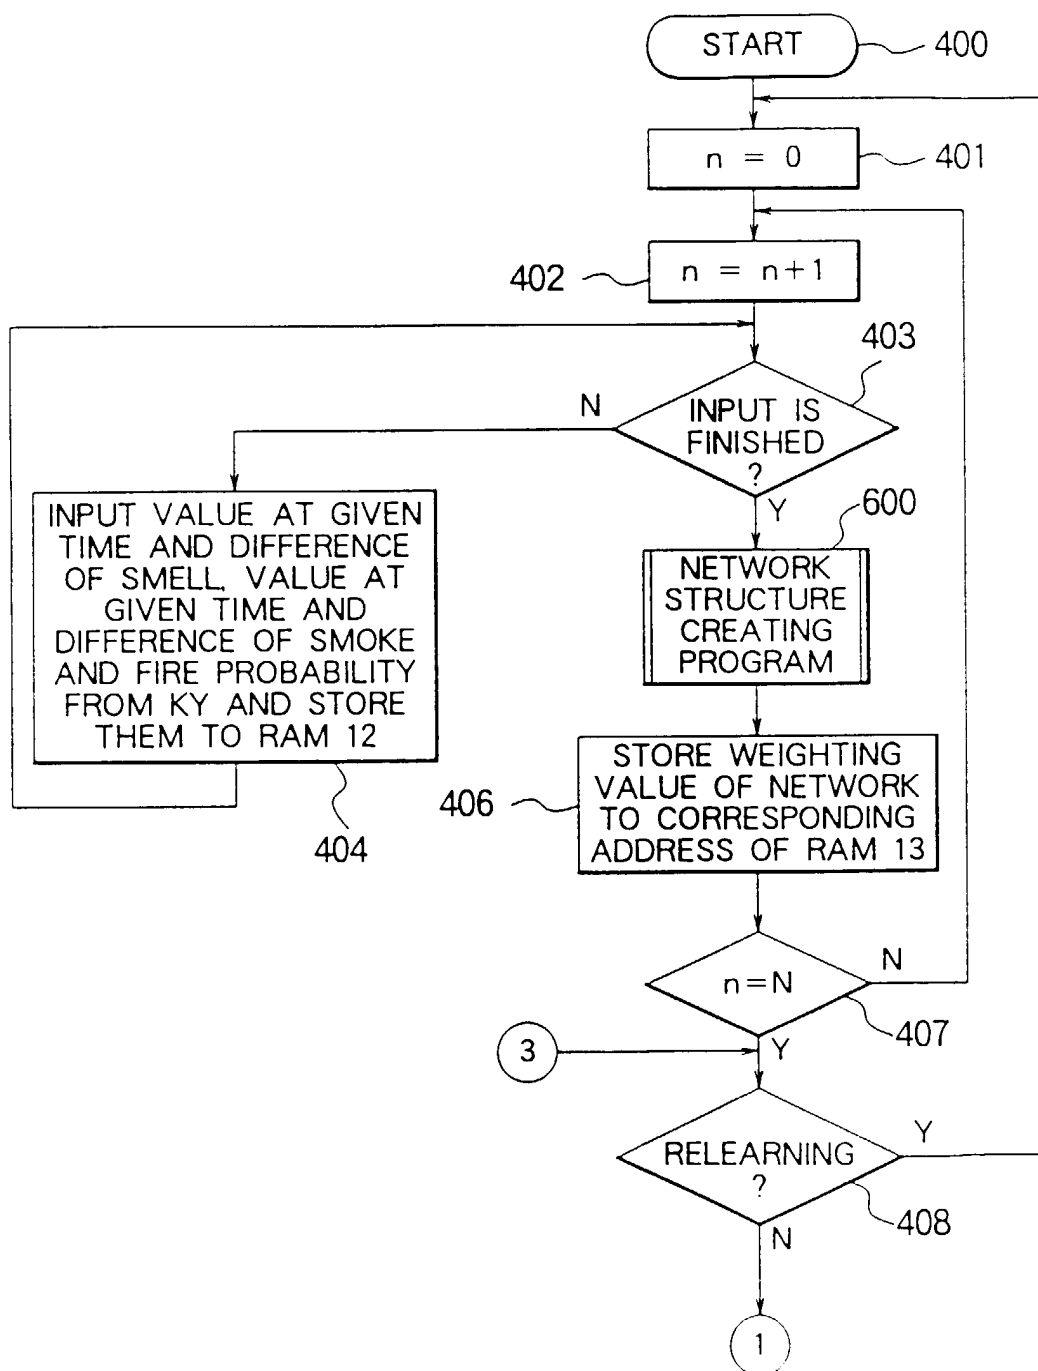 START
400
n = 0
401
n = n+1
402
403
N
INPUT IS
FINISHED
?
Y
600
INPUT VALUE AT GIVEN
TIME AND DIFFERENCE
OF SMELL, VALUE AT
GIVEN TIME AND
DIFFERENCE OF SMOKE
AND FIRE PROBABILITY
FROM KY AND STORE
THEM TO RAM 12
404
NETWORK
STRUCTURE
CREATING
PROGRAM
STORE WEIGHTING
VALUE OF NETWORK
TO CORRESPONDING
ADDRESS OF RAM 13
406
n=N
N
407
3
Y
RELEARNING
?
Y
408
N
1